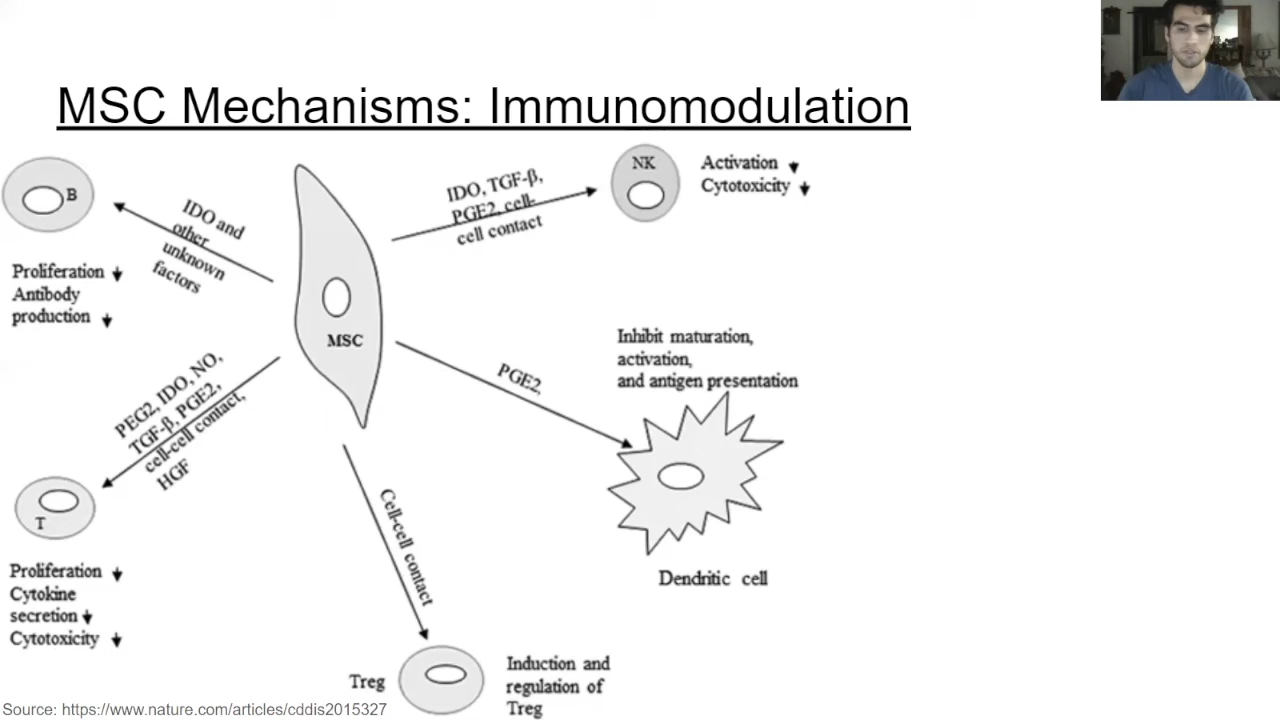 MSC Mechanisms: Immunomodulation
B
IDO and
other
unknown
factors
Proliferation
Antibody
production
MSC
IDO, TGF-β,
PGE2, cell-
cell contact
NK
Activation
Cytotoxicity
Inhibit maturation,
activation,
and antigen presentation
PGE2,
Dendritic cell
PEG2, IDO, NO,
TGF-β, PGE2,
cell-cell contact,
HGF
T
Proliferation
Cytokine
secretion
Cytotoxicity
Cell-cell contact
Treg
Induction and
regulation of
Treg
Source: https://www.nature.com/articles/cddis2015327